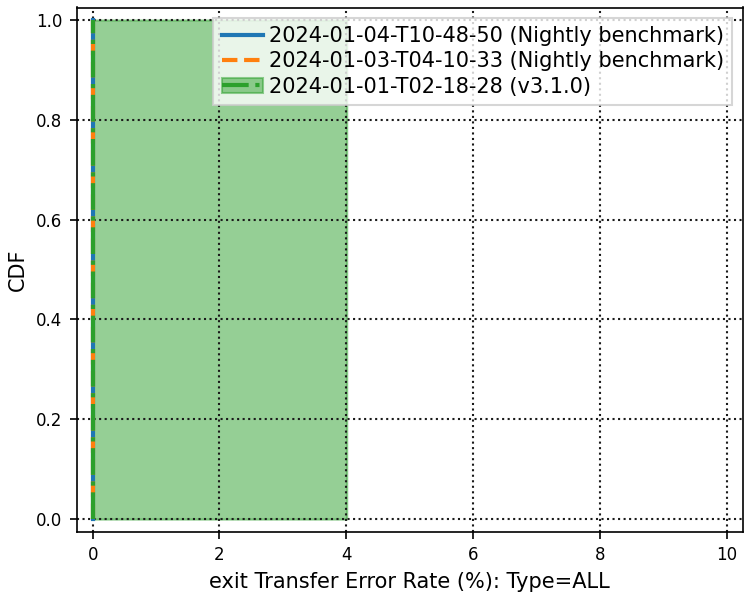 2024-01-04-T10-48-50 (Nightly benchmark)
2024-01-03-T04-10-33 (Nightly benchmark)
2024-01-01-T02-18-28 (v3.1.0)
CDF
1.0
0.8
0.6
0.4
0.2
0.0
0 2 4 6 8 10
exit Transfer Error Rate (%): Type=ALL